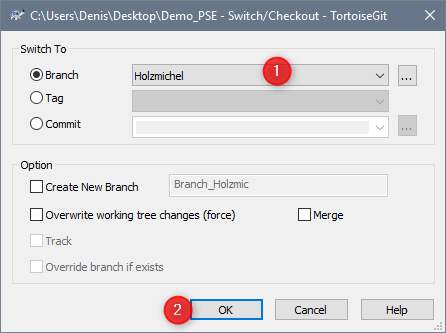 C:\Users\Denis\Desktop\Demo_PSE - Switch/Checkout - TortoiseGit
Switch To
Branch Holzmichel 1 ...
Tag
Commit ...
Option
Create New Branch Branch_Holzmic
Overwrite working tree changes (force) Merge
Track
Override branch if exists
2 OK Cancel Help